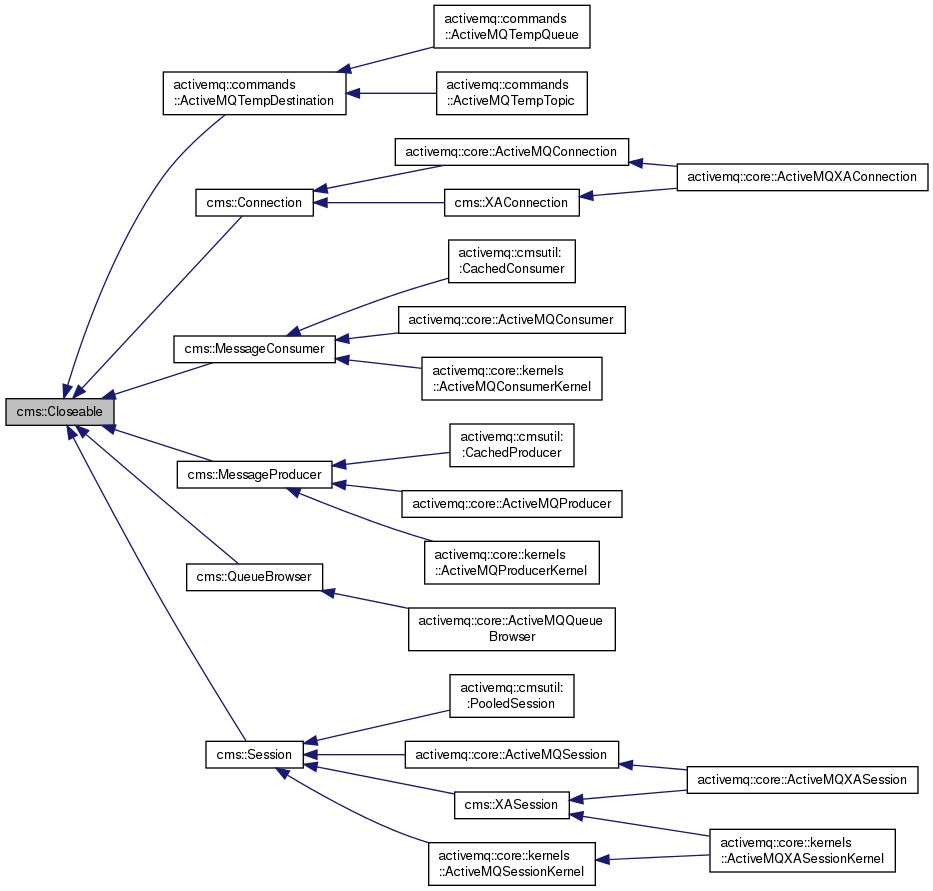 activemq::commands
::ActiveMQTempQueue
activemq::commands
::ActiveMQTempDestination
activemq::commands
::ActiveMQTempTopic
activemq::core::ActiveMQConnection
activemq::core::ActiveMQXAConnection
cms::Connection
cms::XAConnection
activemq::cmsutil:
:CachedConsumer
activemq::core::ActiveMQConsumer
cms::MessageConsumer
activemq::core::kernels
::ActiveMQConsumerKernel
cms::Closeable
activemq::cmsutil:
:CachedProducer
cms::MessageProducer
activemq::core::ActiveMQProducer
activemq::core::kernels
::ActiveMQProducerKernel
cms::QueueBrowser
activemq::core::ActiveMQQueue
Browser
activemq::cmsutil:
:PooledSession
cms::Session
activemq::core::ActiveMQSession
activemq::core::ActiveMQXASession
cms::XASession
activemq::core::kernels
::ActiveMQXASessionKernel
activemq::core::kernels
::ActiveMQSessionKernel